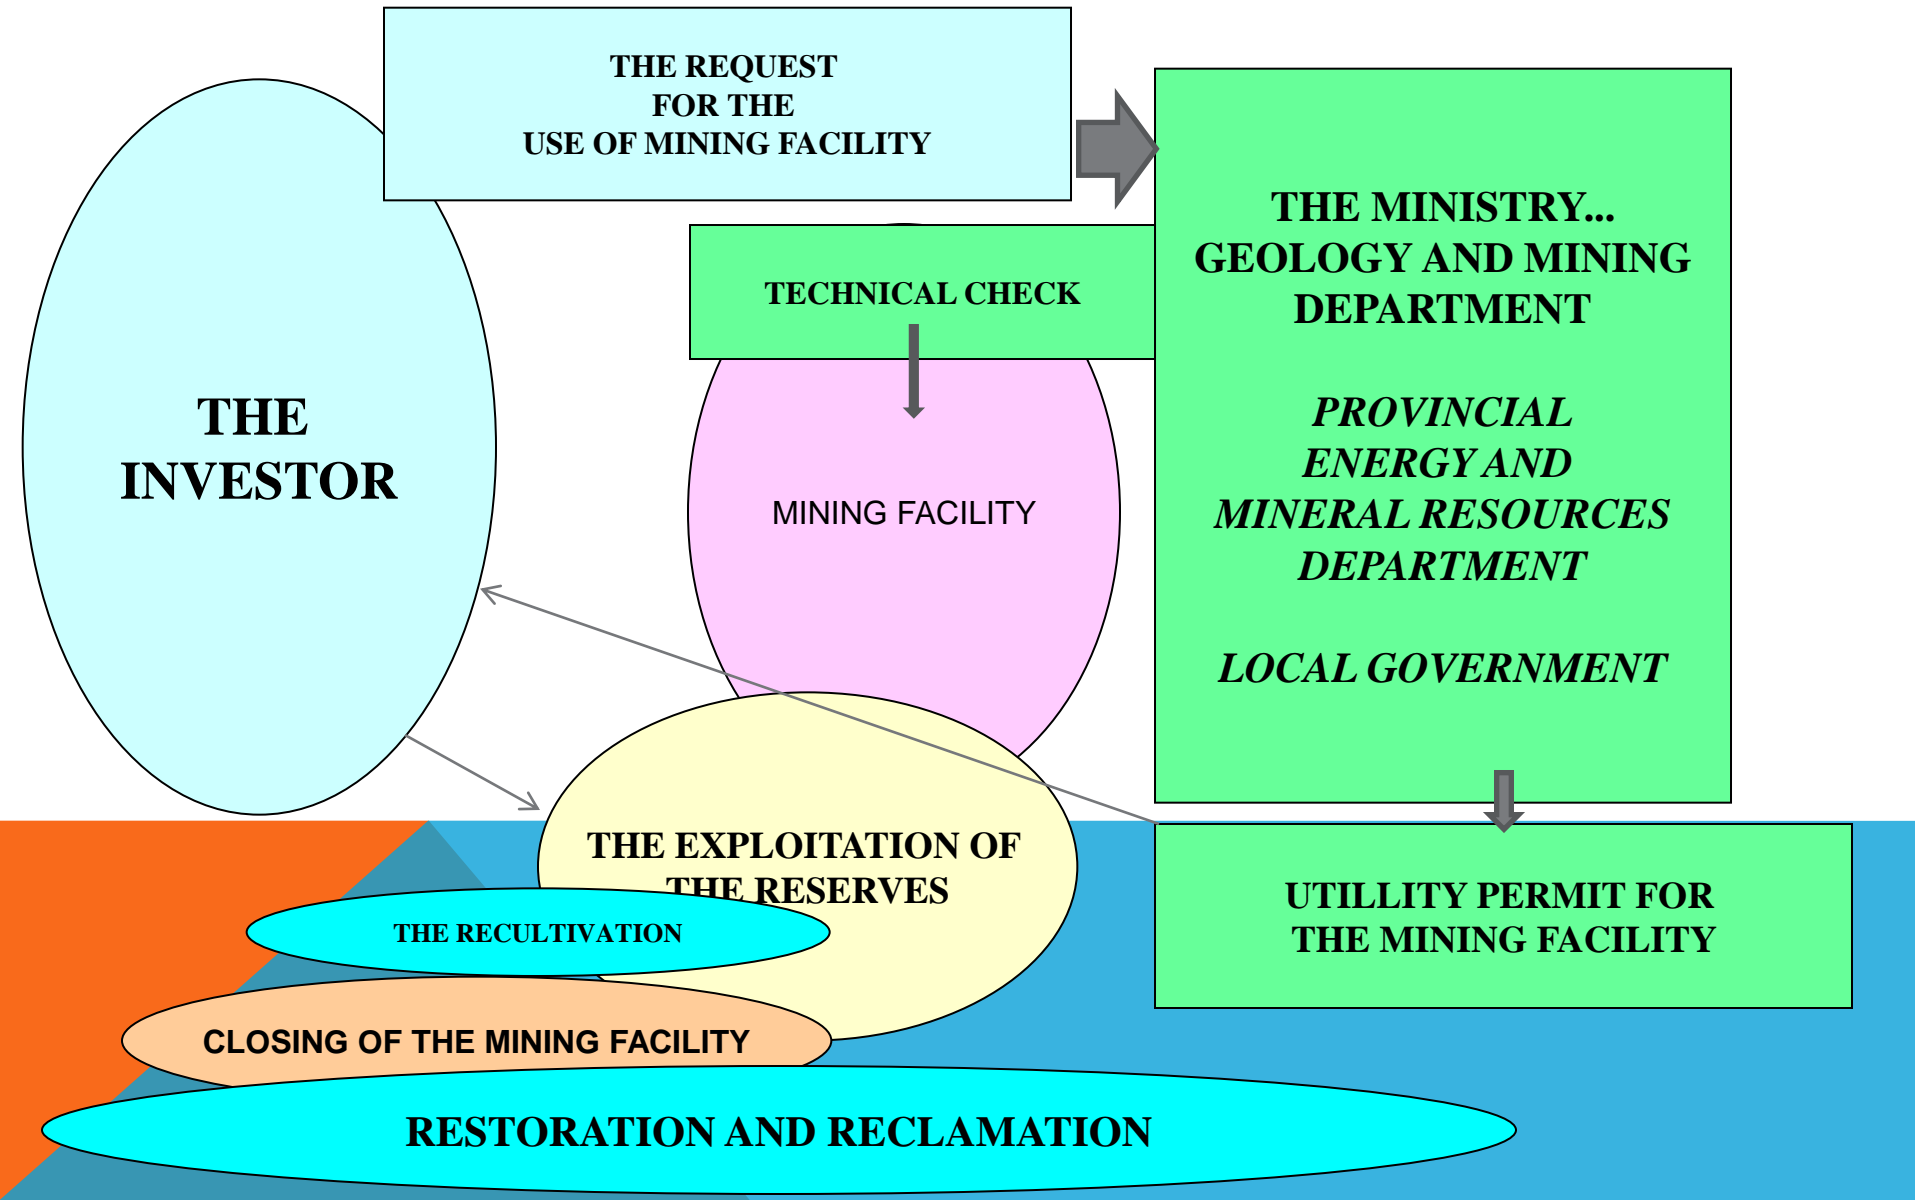 THE REQUEST
FOR THE
USE OF MINING FACILITY
THE MINISTRY...
GEOLOGY AND MINING
DEPARTMENT
PROVINCIAL
ENERGY AND
MINERAL RESOURCES
DEPARTMENT
LOCAL GOVERNMENT
TECHNICAL CHECK
THE
INVESTOR
MINING FACILITY
THE EXPLOITATION OF
THE RESERVES
UTILLITY PERMIT FOR
THE MINING FACILITY
THE RECULTIVATION
CLOSING OF THE MINING FACILITY
RESTORATION AND RECLAMATION